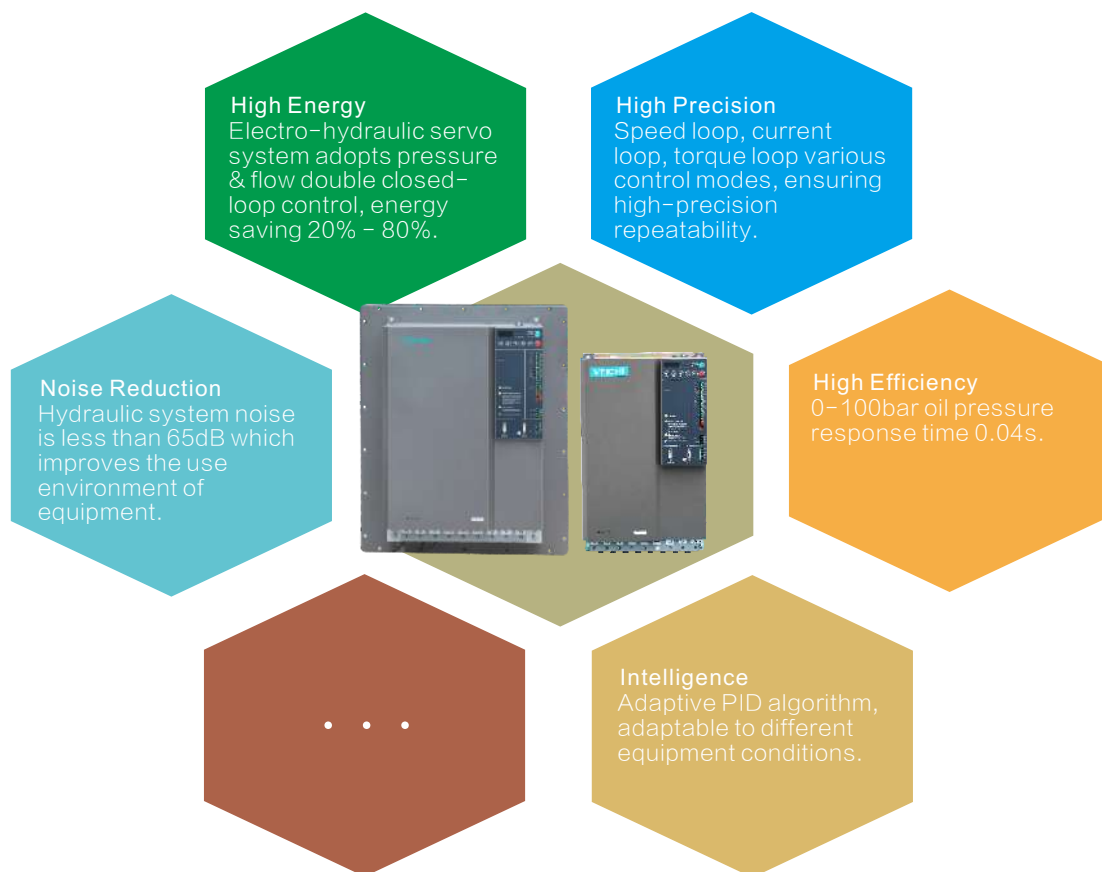 High Energy
Electro-hydraulic servo
system adopts pressure
& flow double closed-
loop control, energy
saving 20% - 80%.
High Precision
Speed loop, current
loop, torque loop various
control modes, ensuring
high-precision
repeatability.
Noise Reduction
Hydraulic system noise
is less than 65dB which
improves the use
environment of
equipment.
VEICHI
High Efficiency
0-100bar oil pressure
response time 0.04s.
. . .
Intelligence
Adaptive PID algorithm,
adaptable to different
equipment conditions.